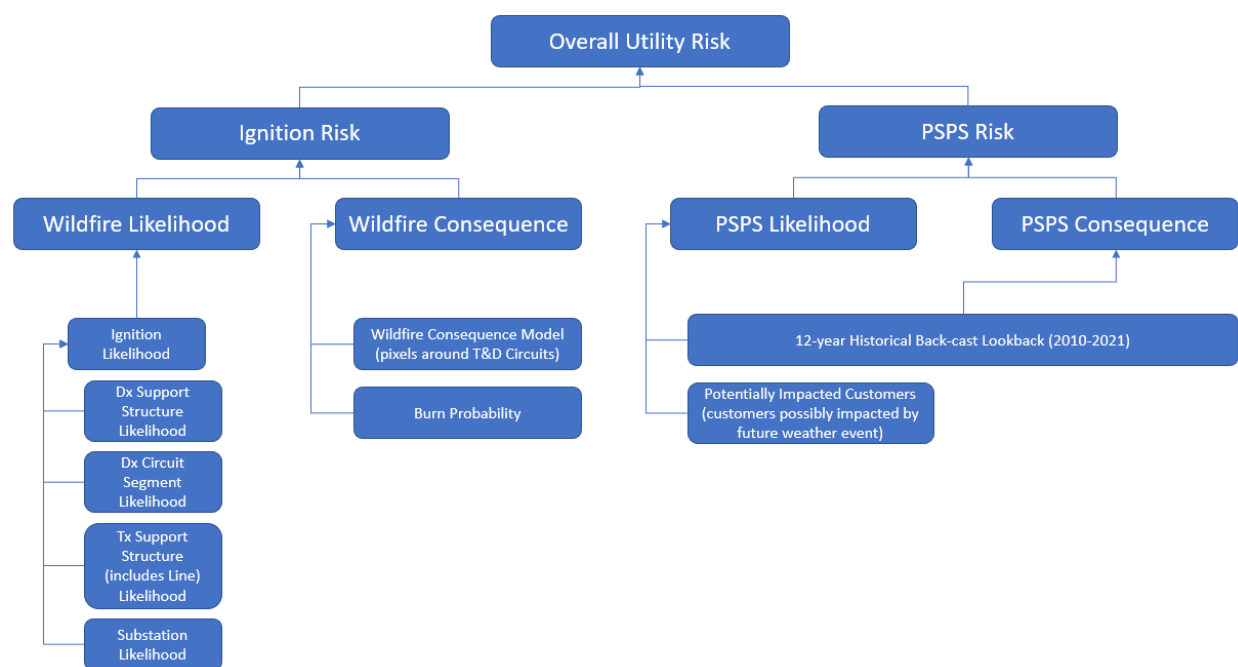 Overall Utility Risk
Ignition Risk
PSPS Risk
Wildfire Likelihood
Wildfire Consequence
PSPS Likelihood
PSPS Consequence
Ignition
Likelihood
Wildfire Consequence Model
(pixels around T&D Circuits)
12-year Historical Back-cast Lookback (2010-2021)
Dx Support
Structure
Likelihood
Burn Probability
Potentially Impacted Customers
(customers possibly impacted by
future weather event)
Dx Circuit
Segment
Likelihood
Tx Support
Structure
(includes Line)
Likelihood
Substation
Likelihood